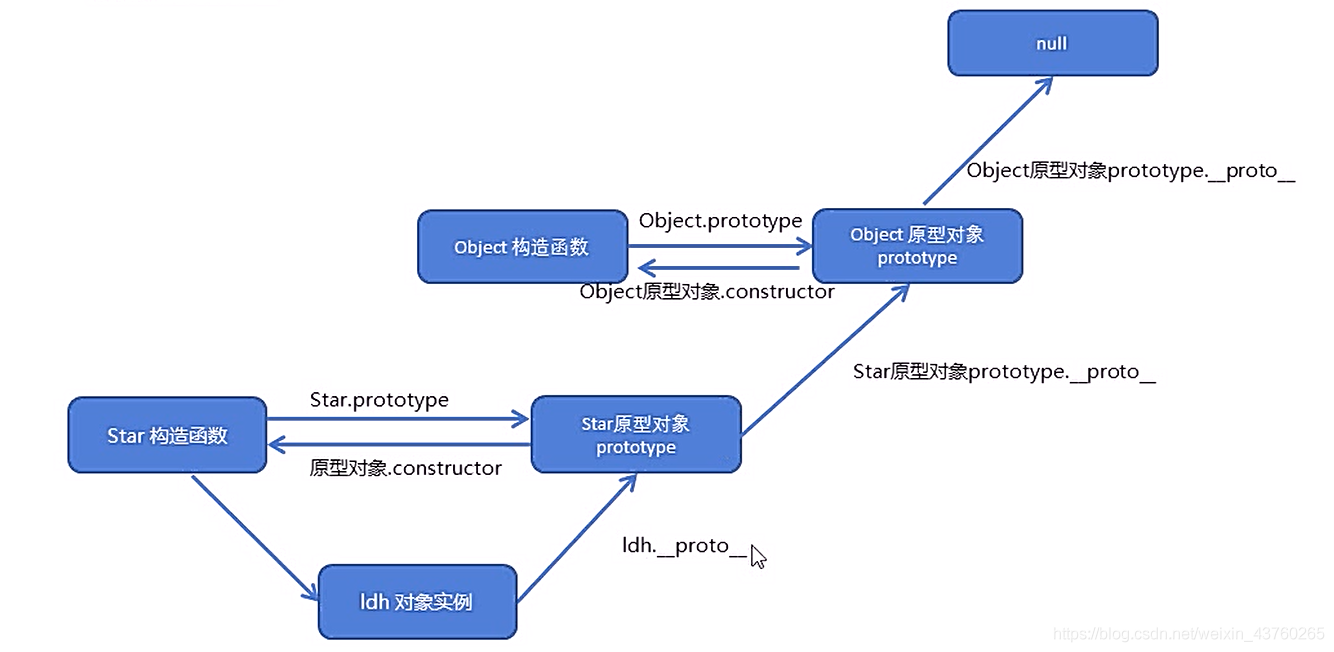 null
Object原型对象prototype.__proto__
Object.prototype
Object 构造函数
Object 原型对象
prototype
Object原型对象.constructor
Star原型对象prototype.__proto__
Star.prototype
Star 构造函数
Star原型对象
prototype
原型对象.constructor
ldh.__proto__
ldh 对象实例
https://blog.csdn.net/weixin_43760265